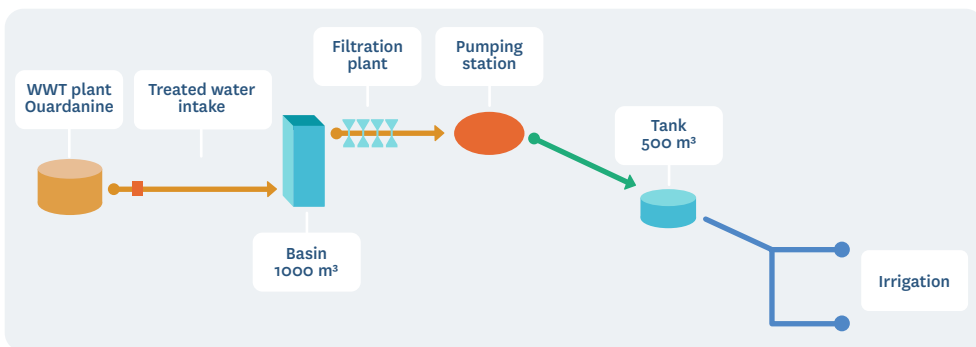 WWT plant
Ouardanine
Treated water
intake
Filtration
plant
Pumping
station
Basin
1000 m³
Tank
500 m³
Irrigation